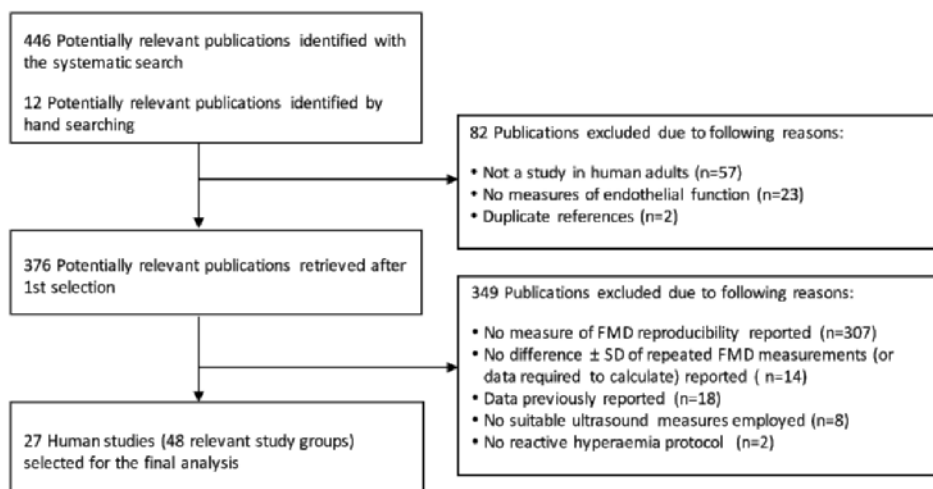 446 Potentially relevant publications identified with
the systematic search
12 Potentially relevant publications identified by
hand searching
82 Publications excluded due to following reasons:
• Not a study in human adults (n=57)
• No measures of endothelial function (n=23)
• Duplicate references (n=2)
376 Potentially relevant publications retrieved after
1st selection
349 Publications excluded due to following reasons:
• No measure of FMD reproducibility reported (n=307)
• No difference ± SD of repeated FMD measurements (or
data required to calculate) reported ( n=14)
• Data previously reported (n=18)
• No suitable ultrasound measures employed (n=8)
• No reactive hyperaemia protocol (n=2)
27 Human studies (48 relevant study groups)
selected for the final analysis